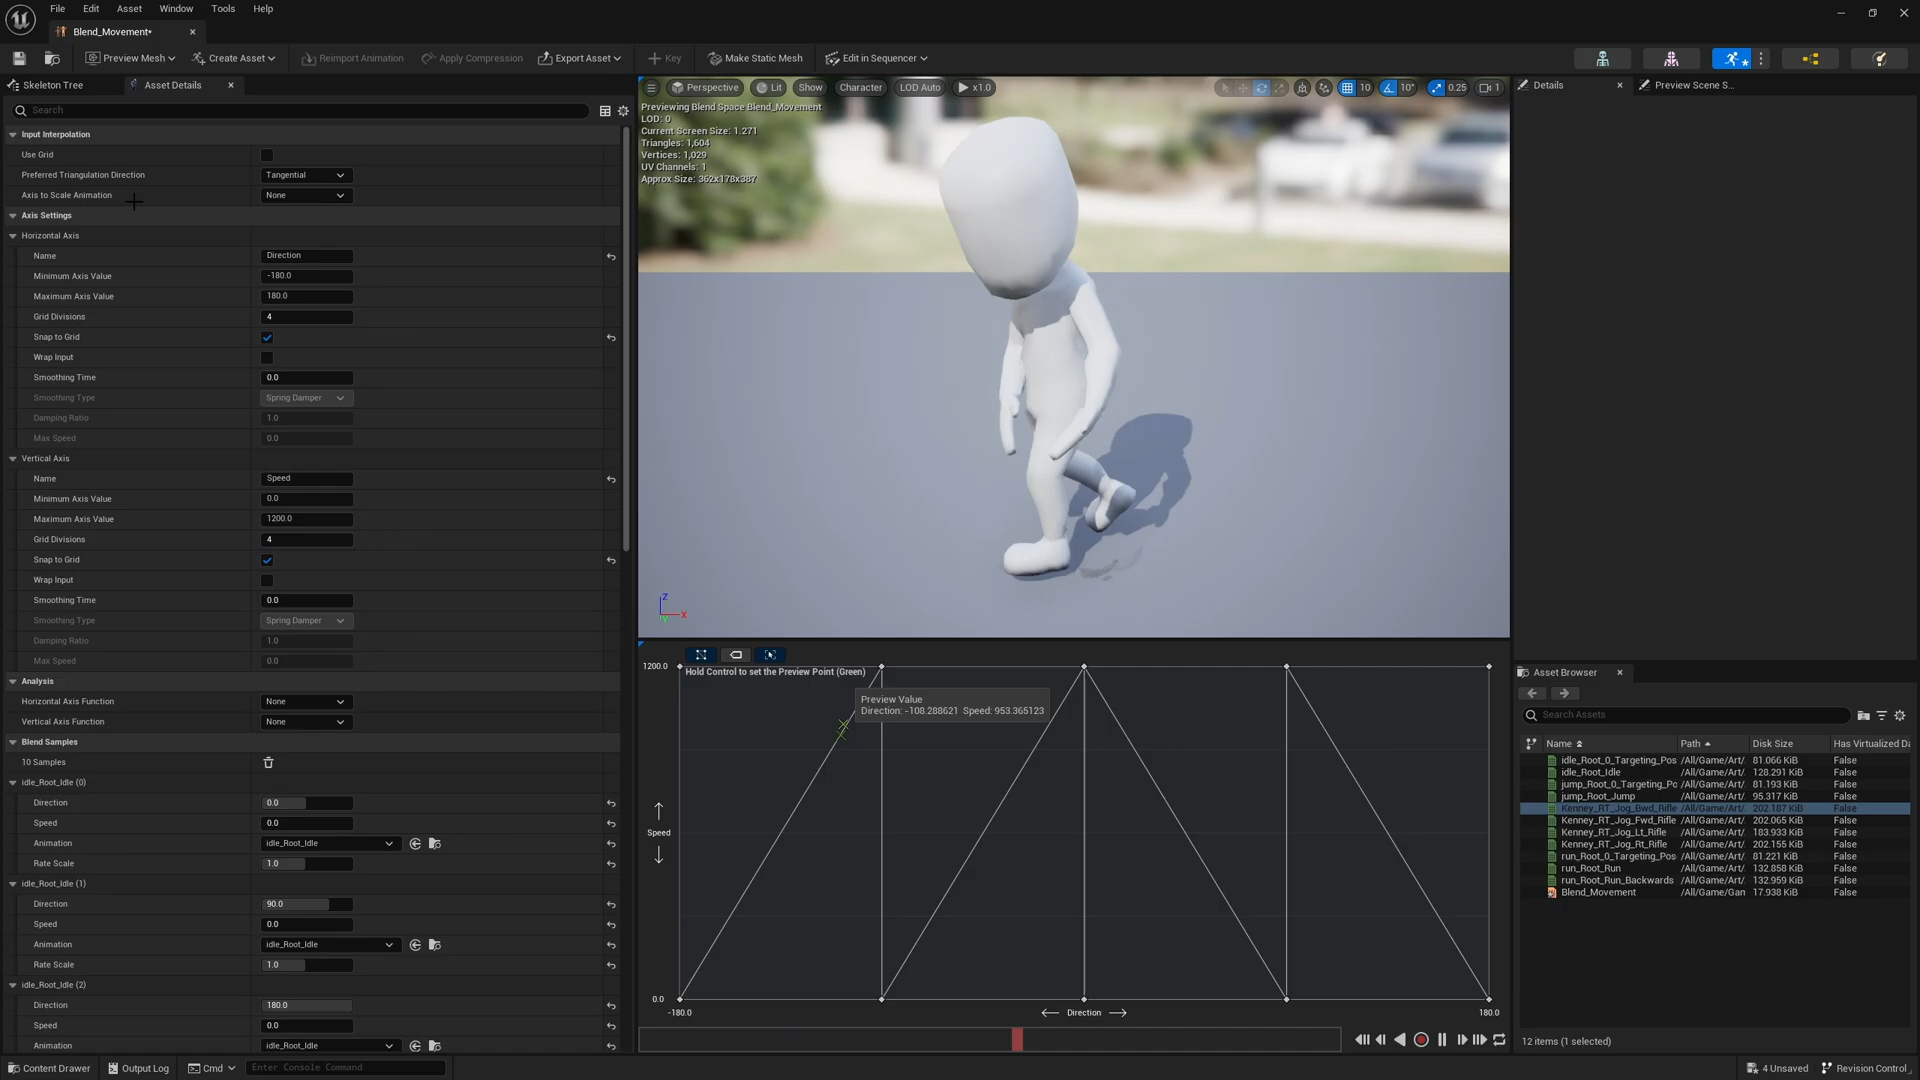 File Edit Asset Window Tools Help
Blend_Movement*
Preview Mesh Create Asset Reimport Animation Apply Compression Export Asset Key Make Static Mesh Edit in Sequencer
Skeleton Tree Asset Details
Search
Input Interpolation
Use Grid
Preferred Triangulation Direction Tangential
Axis to Scale Animation None
Axis Settings
Horizontal Axis
Name Direction
Minimum Axis Value -180.0
Maximum Axis Value 180.0
Grid Divisions 4
Snap to Grid
Wrap Input
Smoothing Time 0.0
Smoothing Type Spring Damper
Damping Ratio 1.0
Max Speed 0.0
Vertical Axis
Name Speed
Minimum Axis Value 0.0
Maximum Axis Value 1200.0
Grid Divisions 4
Snap to Grid
Wrap Input
Smoothing Time 0.0
Smoothing Type Spring Damper
Damping Ratio 1.0
Max Speed 0.0
Analysis
Horizontal Axis Function None
Vertical Axis Function None
Blend Samples
10 Samples
idle_Root_Idle (0)
Direction 0.0
Speed 0.0
Animation idle_Root_Idle
Rate Scale 1.0
idle_Root_Idle (1)
Direction 90.0
Speed 0.0
Animation idle_Root_Idle
Rate Scale 1.0
idle_Root_Idle (2)
Direction 180.0
Speed 0.0
Animation idle_Root_Idle
Perspective Lit Show Character LOD Auto x1.0 10 10° 0.25 1
Previewing Blend Space Blend_Movement
LOD: 0
Current Screen Size: 1.271
Triangles: 1,604
Vertices: 1,029
UV Channels: 1
Approx Size: 362x178x387
Z
X
Y
1200.0
Hold Control to set the Preview Point (Green)
Preview Value
Direction: -108.288621 Speed: 953.365123
Speed
0.0
-180.0 Direction 180.0
Details Preview Scene S...
Asset Browser
Search Assets
Name Path Disk Size Has Virtualized Da
idle_Root_0_Targeting_Pos /All/Game/Art/ 81.066 KiB False
idle_Root_Idle /All/Game/Art/ 128.291 KiB False
jump_Root_0_Targeting_Po /All/Game/Art/ 81.193 KiB False
jump_Root_Jump /All/Game/Art/ 95.317 KiB False
Kenney_RT_Jog_Bwd_Rifle /All/Game/Art/ 202.187 KiB False
Kenney_RT_Jog_Fwd_Rifle /All/Game/Art/ 202.065 KiB False
Kenney_RT_Jog_Lt_Rifle /All/Game/Art/ 183.933 KiB False
Kenney_RT_Jog_Rt_Rifle /All/Game/Art/ 202.155 KiB False
run_Root_0_Targeting_Pos /All/Game/Art/ 81.221 KiB False
run_Root_Run /All/Game/Art/ 132.858 KiB False
run_Root_Run_Backwards /All/Game/Art/ 132.959 KiB False
Blend_Movement /All/Game/Gan 17.938 KiB False
12 items (1 selected)
Content Drawer Output Log Cmd Enter Console Command 4 Unsaved Revision Control